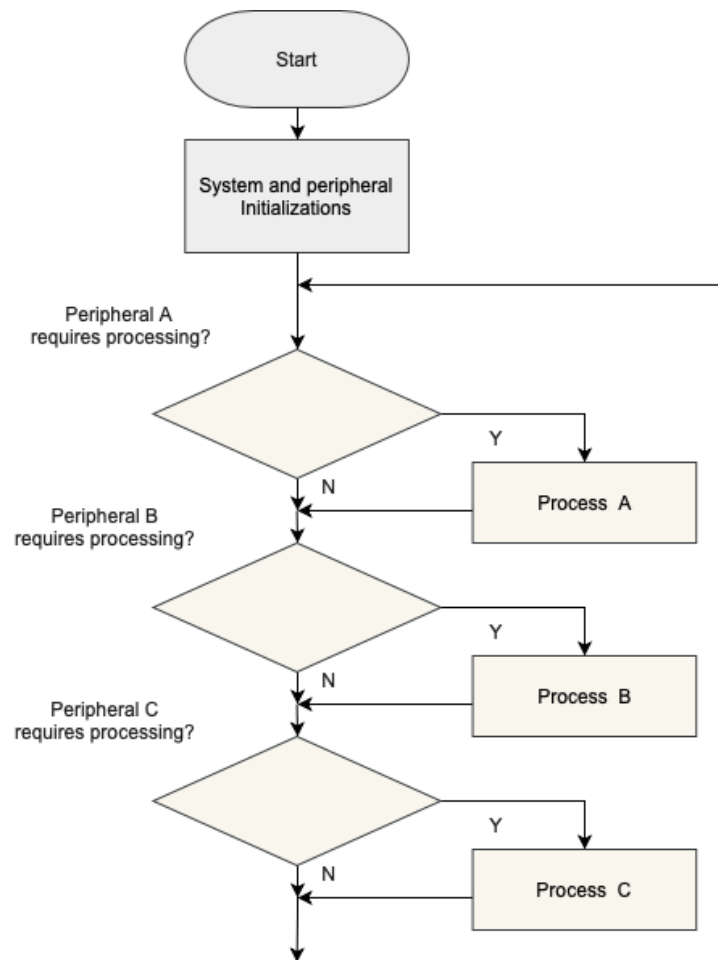 Start
System and peripheral
Initializations
Peripheral A
requires processing?
Y
Process A
N
Peripheral B
requires processing?
Y
Process B
N
Peripheral C
requires processing?
Y
Process C
N